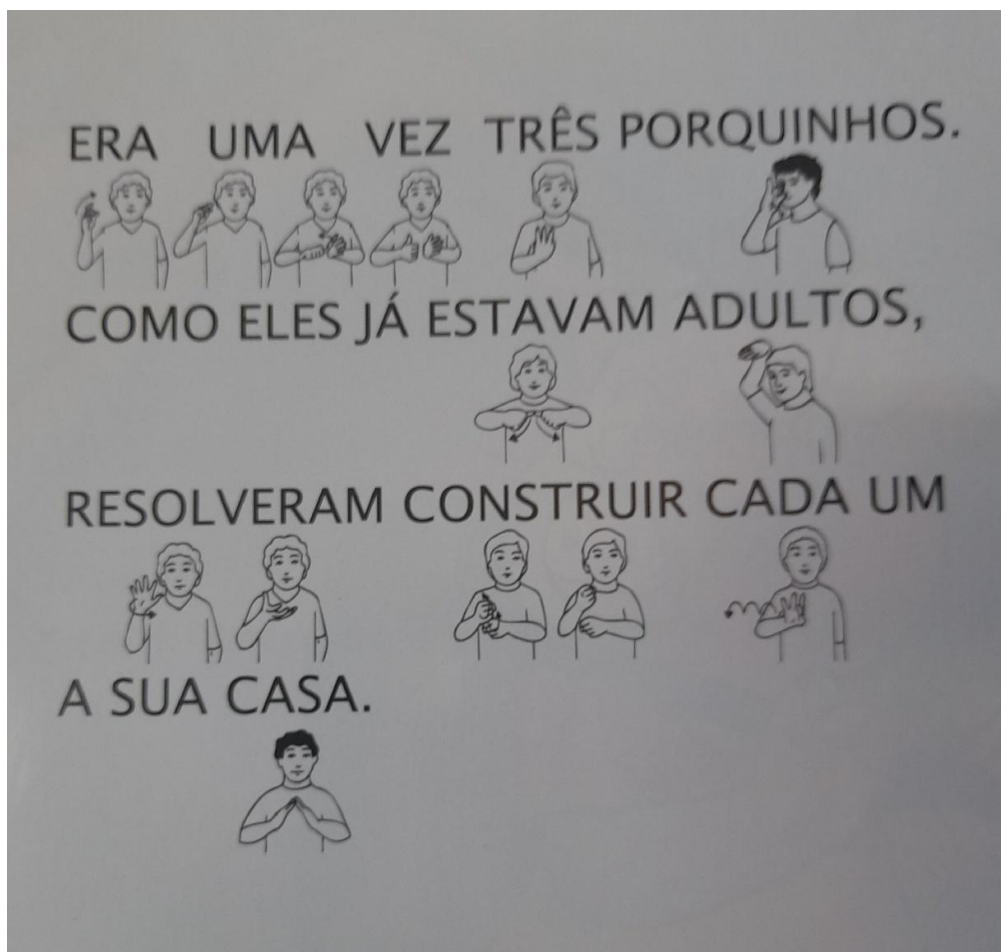 ERA UMA VEZ TRÊS PORQUINHOS.
COMO ELES JÁ ESTAVAM ADULTOS,
RESOLVERAM CONSTRUIR CADA UM
A SUA CASA.